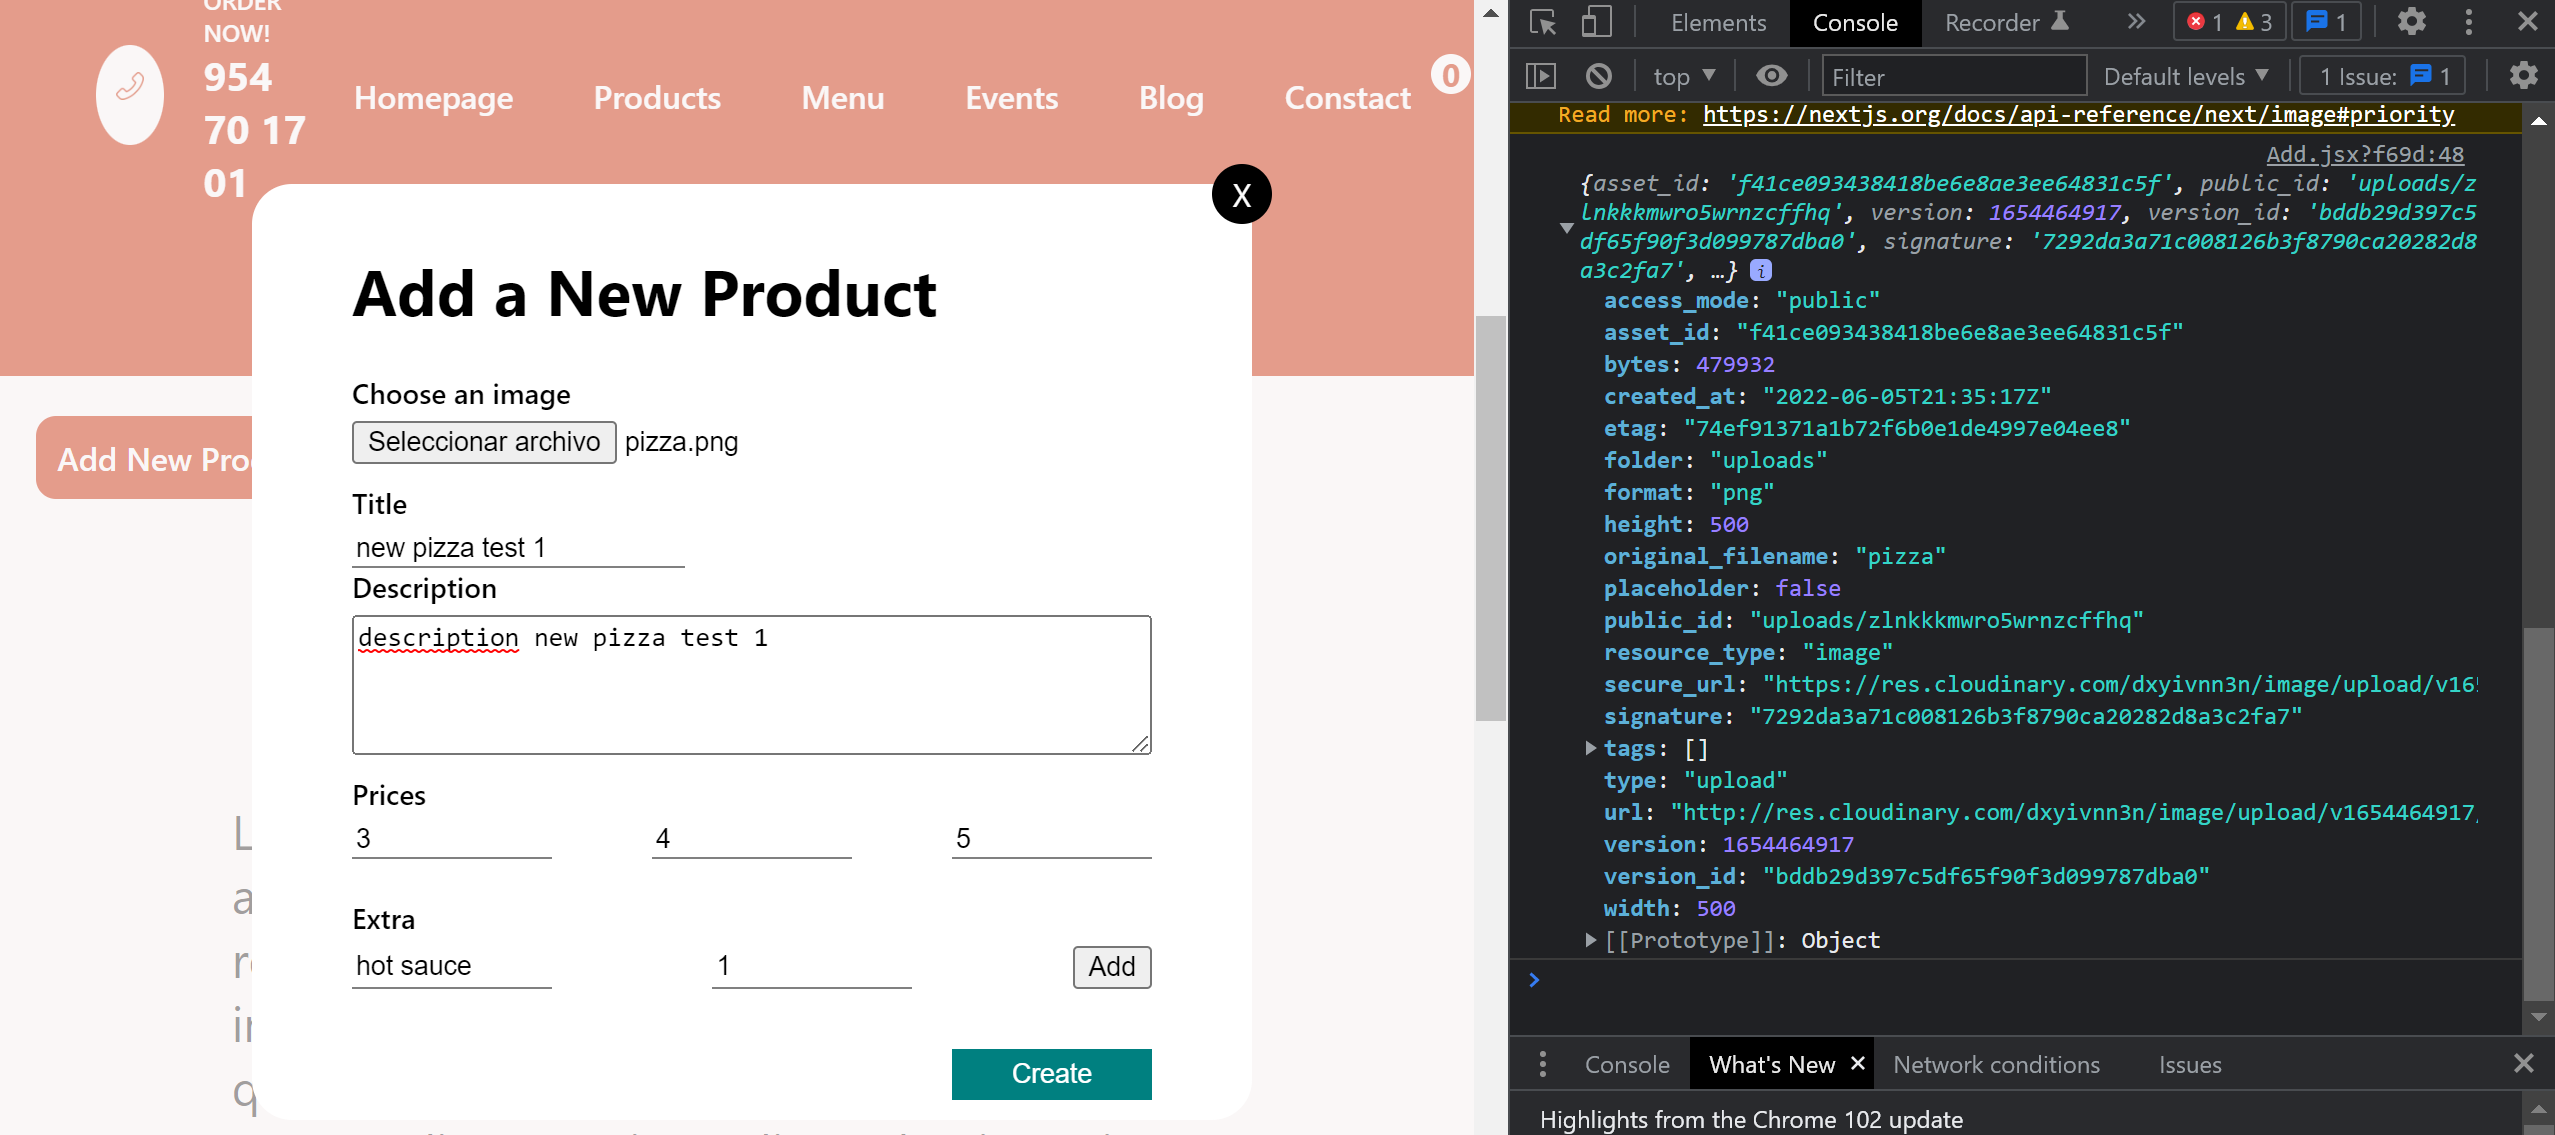 ORDER
NOW!
954
70 17
01
Homepage
Products
Menu
Events
Blog
Constact
0
X
Add a New Product
Choose an image
Seleccionar archivo pizza.png
Add New Pro
Title
new pizza test 1
Description
description new pizza test 1
Prices
3
4
5
Extra
hot sauce
1
Add
Create
Elements
Console
Recorder
»
1
3
1
top
Filter
Default levels
1 Issue:
1
Read more: https://nextjs.org/docs/api-reference/next/image#priority
Add.jsx?f69d:48
{asset_id: 'f41ce093438418be6e8ae3ee64831c5f', public_id: 'uploads/z
lnkkkmwro5wrnzcffhq', version: 1654464917, version_id: 'bddb29d397c5
df65f90f3d099787dba0', signature: '7292da3a71c008126b3f8790ca20282d8
a3c2fa7', …} i
access_mode: "public"
asset_id: "f41ce093438418be6e8ae3ee64831c5f"
bytes: 479932
created_at: "2022-06-05T21:35:17Z"
etag: "74ef91371a1b72f6b0e1de4997e04ee8"
folder: "uploads"
format: "png"
height: 500
original_filename: "pizza"
placeholder: false
public_id: "uploads/zlnkkkmwro5wrnzcffhq"
resource_type: "image"
secure_url: "https://res.cloudinary.com/dxyivnn3n/image/upload/v165
signature: "7292da3a71c008126b3f8790ca20282d8a3c2fa7"
tags: []
type: "upload"
url: "http://res.cloudinary.com/dxyivnn3n/image/upload/v1654464917/
version: 1654464917
version_id: "bddb29d397c5df65f90f3d099787dba0"
width: 500
[[Prototype]]: Object
>
Console
What's New
Network conditions
Issues
Highlights from the Chrome 102 update